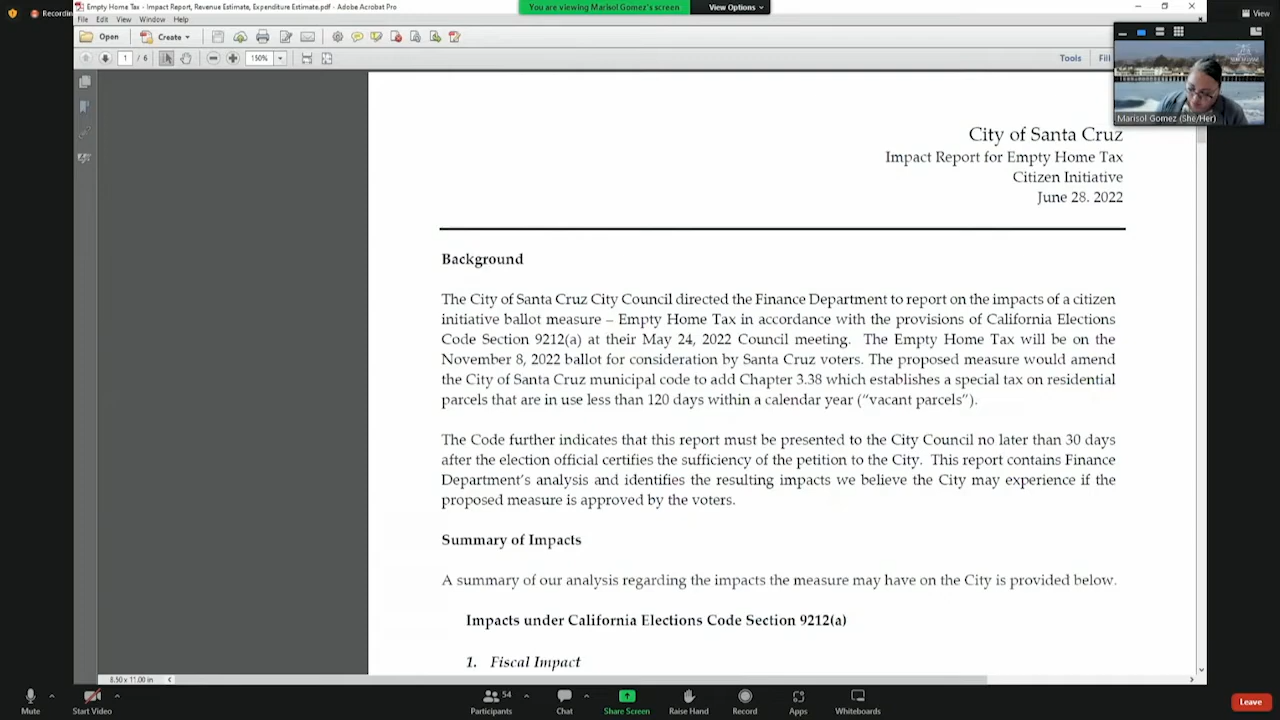 Recordin
Empty Home Tax - Impact Report, Revenue Estimate, Expenditure Estimate.pdf - Adobe Acrobat Pro
You are viewing Marisol Gomez's screen
View Options
View
File Edit View Window Help
Open
Create
1 / 6
150%
Tools
Fill
Marisol Gomez (She/Her)
City of Santa Cruz
Impact Report for Empty Home Tax
Citizen Initiative
June 28. 2022
Background
The City of Santa Cruz City Council directed the Finance Department to report on the impacts of a citizen
initiative ballot measure – Empty Home Tax in accordance with the provisions of California Elections
Code Section 9212(a) at their May 24, 2022 Council meeting. The Empty Home Tax will be on the
November 8, 2022 ballot for consideration by Santa Cruz voters. The proposed measure would amend
the City of Santa Cruz municipal code to add Chapter 3.38 which establishes a special tax on residential
parcels that are in use less than 120 days within a calendar year (“vacant parcels”).
The Code further indicates that this report must be presented to the City Council no later than 30 days
after the election official certifies the sufficiency of the petition to the City. This report contains Finance
Department’s analysis and identifies the resulting impacts we believe the City may experience if the
proposed measure is approved by the voters.
Summary of Impacts
A summary of our analysis regarding the impacts the measure may have on the City is provided below.
Impacts under California Elections Code Section 9212(a)
1. Fiscal Impact
8.50 x 11.00 in
Mute
Start Video
Participants
54
Chat
Share Screen
Raise Hand
Record
Apps
Whiteboards
Leave